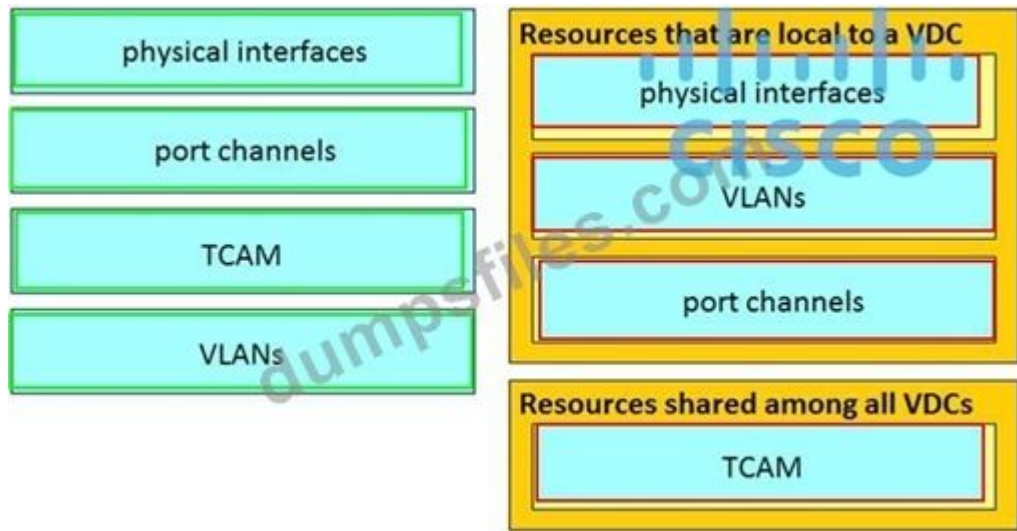 physical interfaces
port channels
TCAM
VLANs
Resources that are local to a VDC
physical interfaces
VLANs
port channels
Resources shared among all VDCs
TCAM
CISCO
dumpsfiles.com